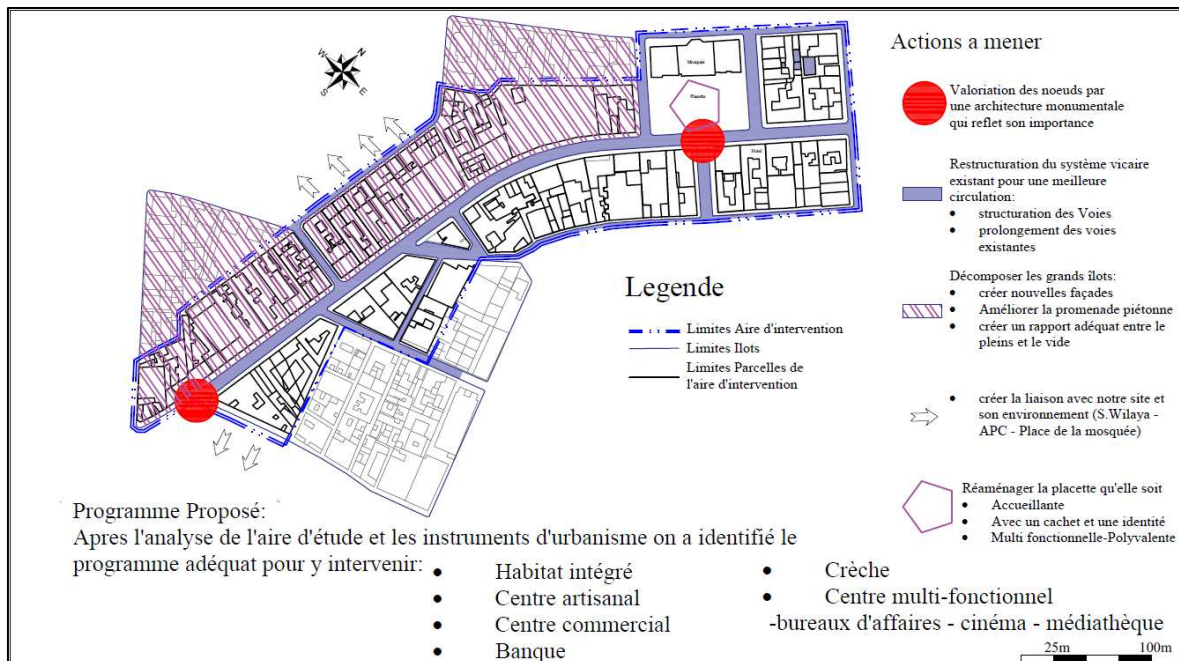 N
W
E
S
Mosquée
Placette
Hotel
Actions a mener
Valoriation des noeuds par
une architecture monumentale
qui reflet son importance
Restructuration du système vicaire
existant pour une meilleure
circulation:
• structuration des Voies
• prolongement des voies
existantes
Décomposer les grands îlots:
• créer nouvelles façades
• Améliorer la promenade piétonne
• créer un rapport adéquat entre le
pleins et le vide
• créer la liaison avec notre site et
son environnement (S.Wilaya -
APC - Place de la mosquée)
Réaménager la placette qu'elle soit
• Accueillante
• Avec un cachet et une identité
• Multi fonctionnelle-Polyvalente
Legende
Limites Aire d'intervention
Limites Ilots
Limites Parcelles de
l'aire d'intervention
Programme Proposé:
Apres l'analyse de l'aire d'étude et les instruments d'urbanisme on a identifié le
programme adéquat pour y intervenir:
• Habitat intégré
• Centre artisanal
• Centre commercial
• Banque
• Crèche
• Centre multi-fonctionnel
-bureaux d'affaires - cinéma - médiathèque
25m 100m